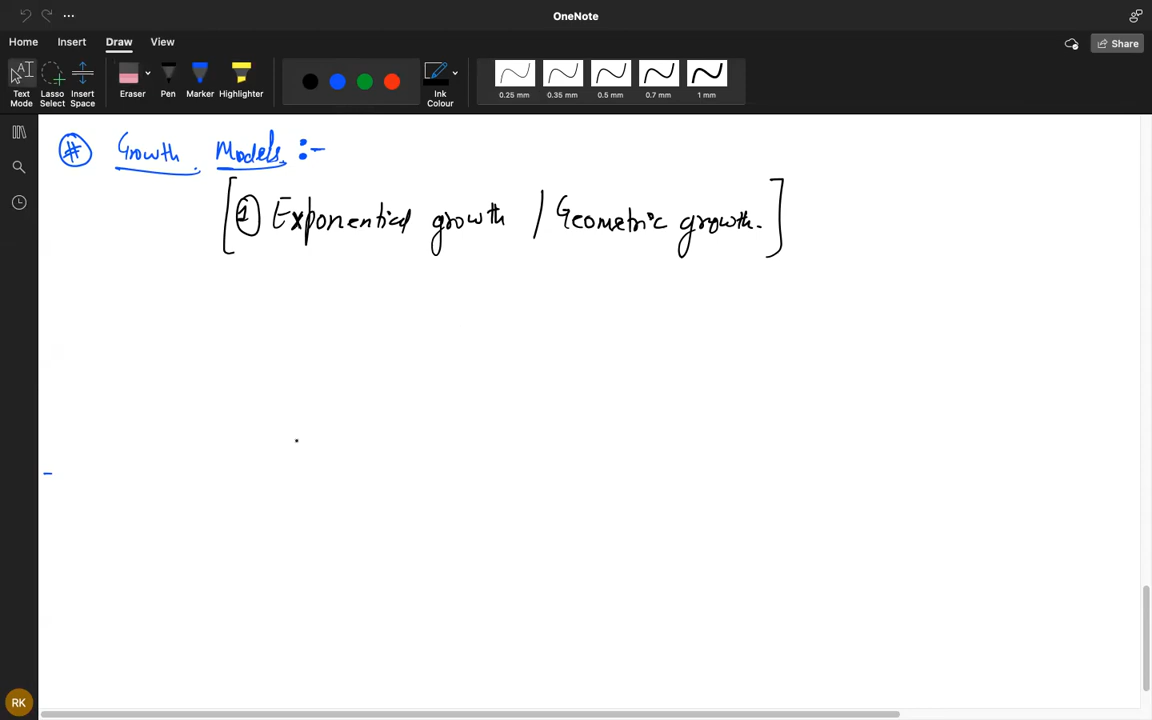 OneNote
Home Insert Draw View
Share
Text Mode
Lasso Select
Insert Space
Eraser
Pen
Marker
Highlighter
Ink Colour
0.25 mm 0.35 mm 0.5 mm 0.7 mm 1 mm
# Growth Models :-
[① Exponential growth / Geometric growth.]
RK